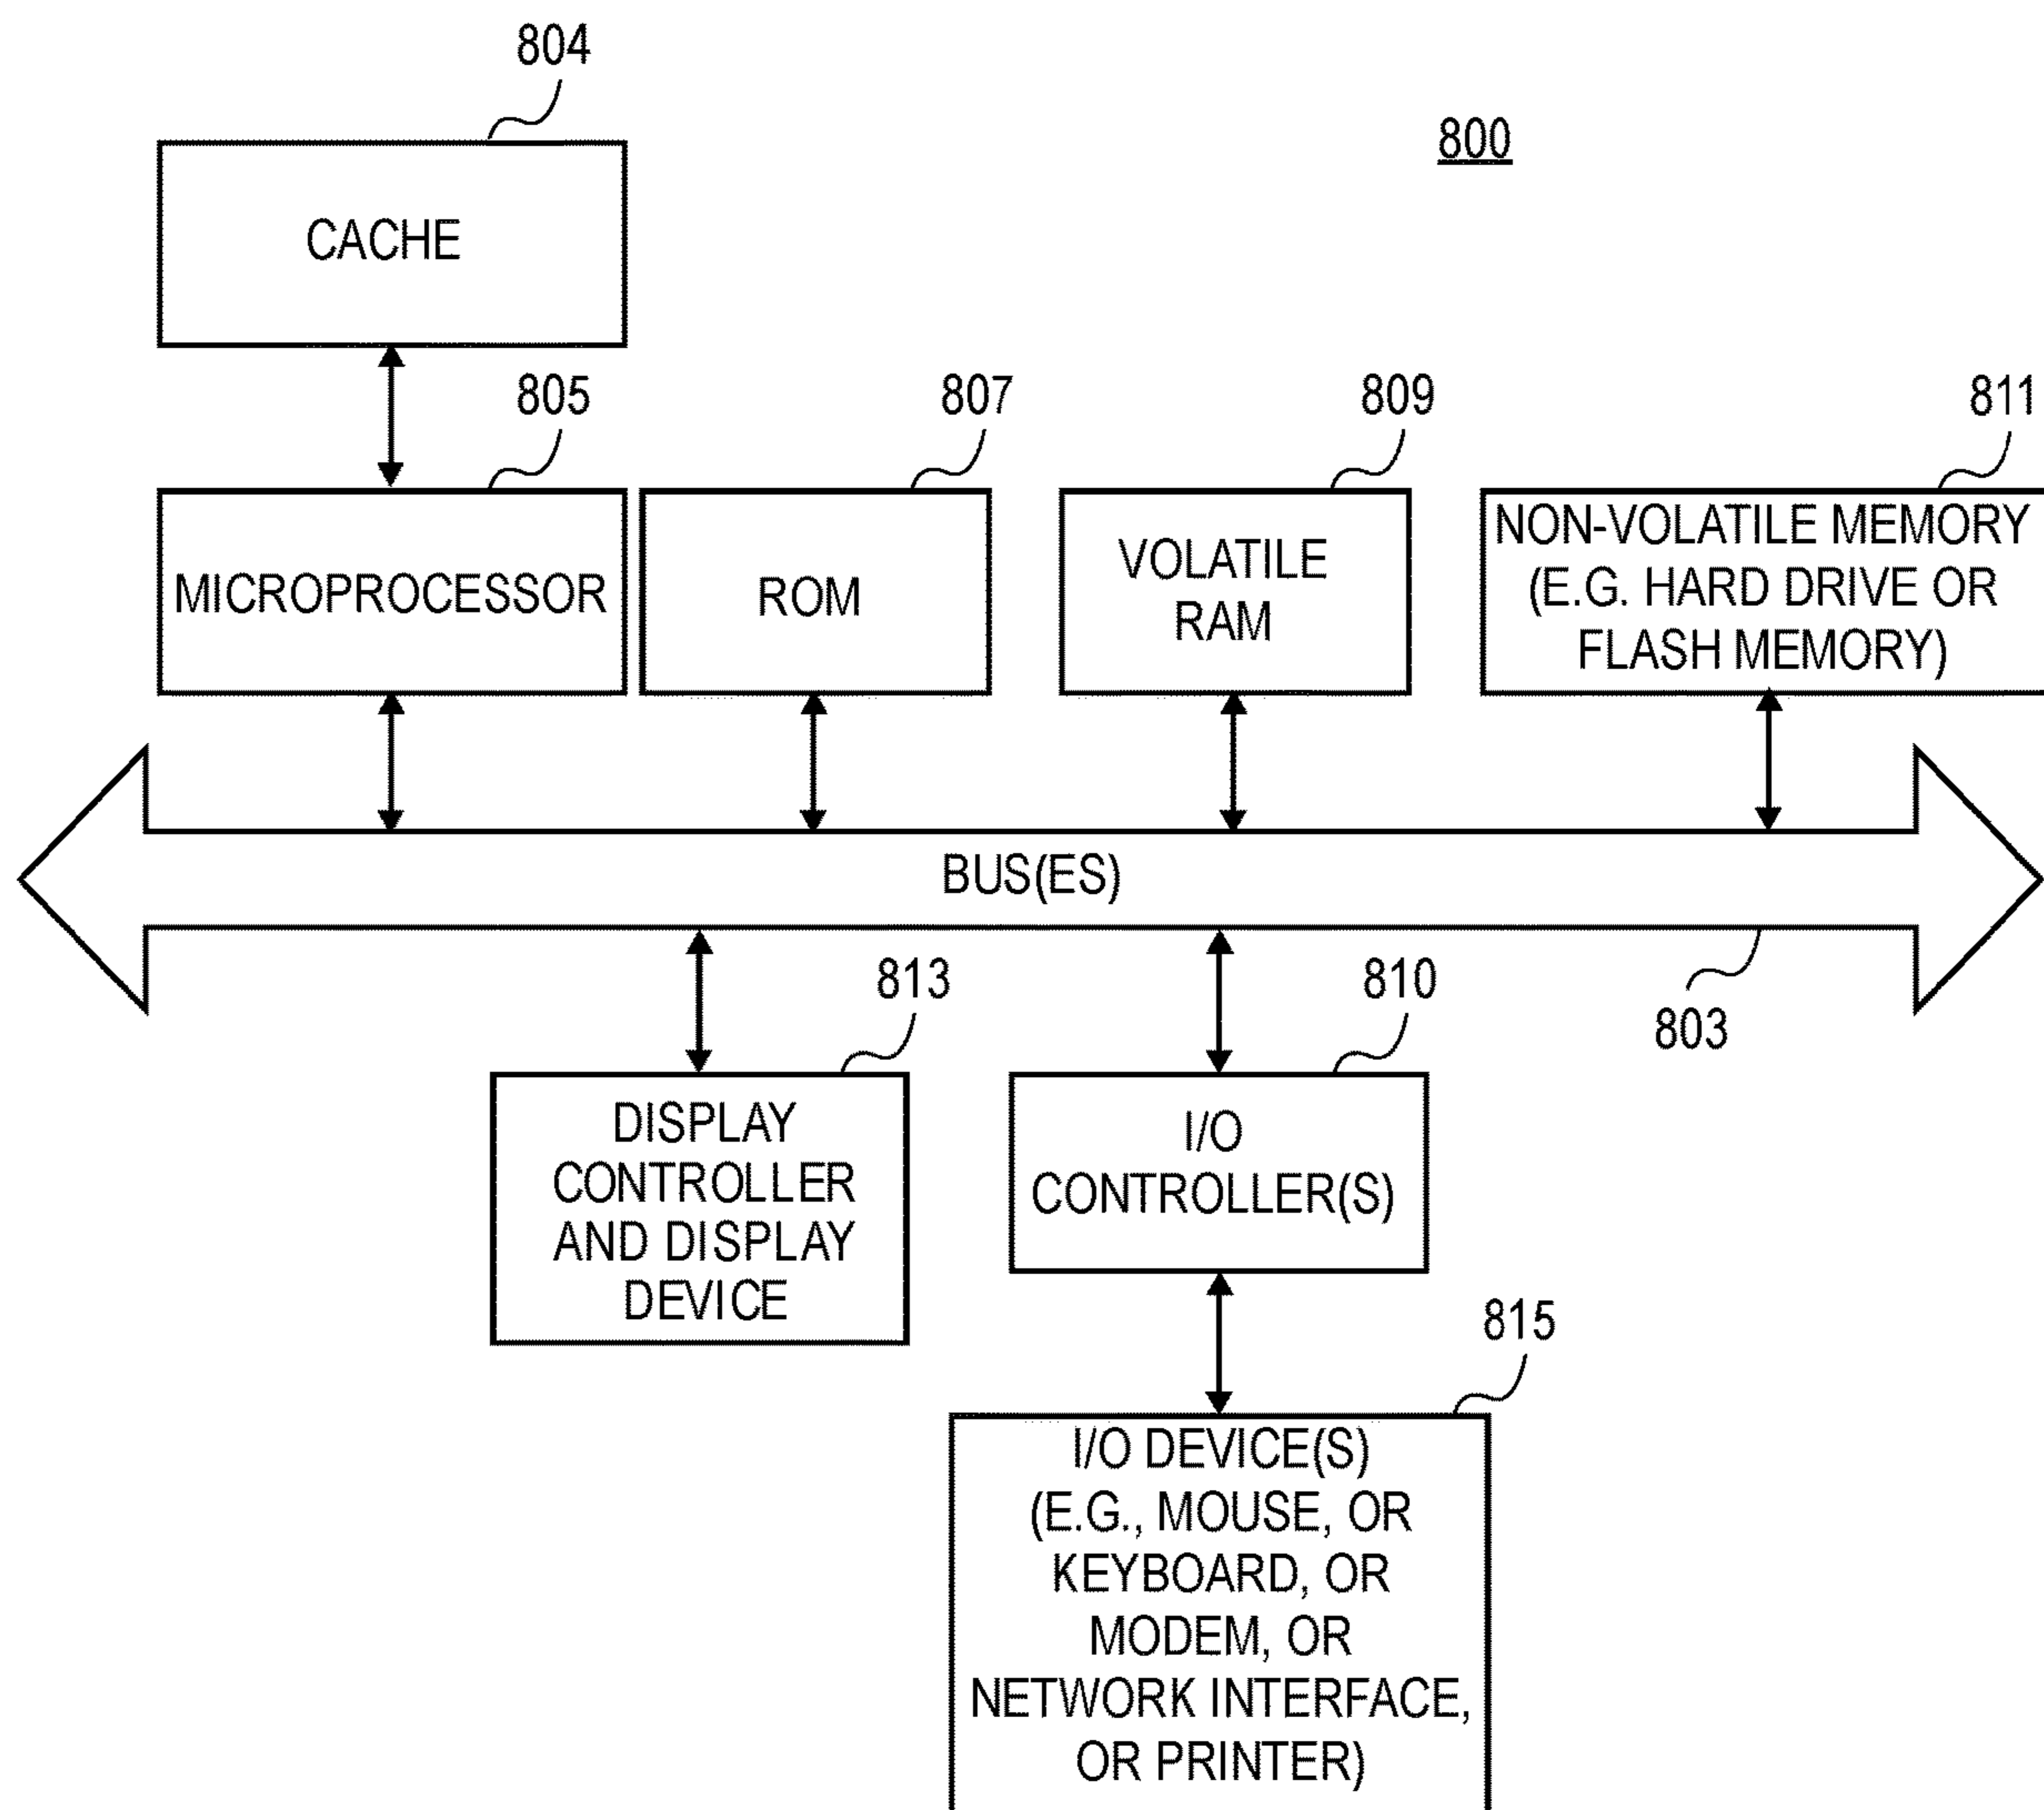 804
800
CACHE
805
807
809
811
MICROPROCESSOR
ROM
VOLATILE
RAM
NON-VOLATILE MEMORY
(E.G. HARD DRIVE OR
FLASH MEMORY)
BUS(ES)
813
810
803
DISPLAY
CONTROLLER
AND DISPLAY
DEVICE
I/O
CONTROLLER(S)
815
I/O DEVICE(S)
(E.G., MOUSE, OR
KEYBOARD, OR
MODEM, OR
NETWORK INTERFACE,
OR PRINTER)